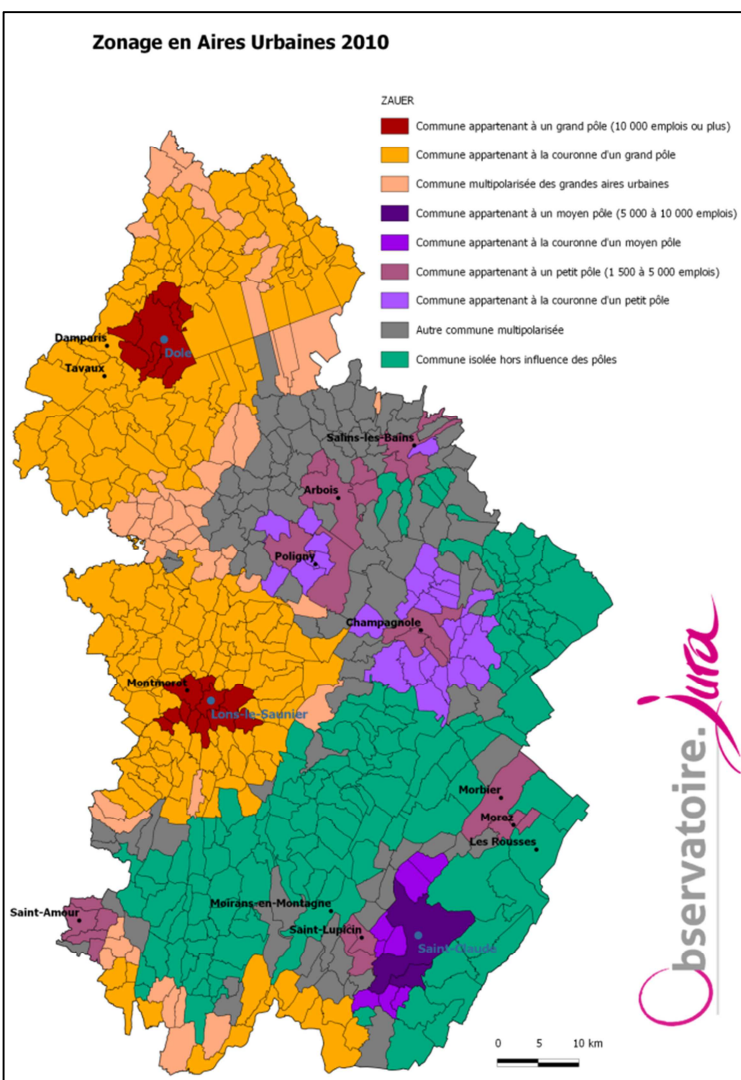 Zonage en Aires Urbaines 2010
ZAUER
Commune appartenant à un grand pôle (10 000 emplois ou plus)
Commune appartenant à la couronne d'un grand pôle
Commune multipolarisée des grandes aires urbaines
Commune appartenant à un moyen pôle (5 000 à 10 000 emplois)
Commune appartenant à la couronne d'un moyen pôle
Commune appartenant à un petit pôle (1 500 à 5 000 emplois)
Commune appartenant à la couronne d'un petit pôle
Autre commune multipolarisée
Commune isolée hors influence des pôles
Damparis
Dole
Tavaux
Salins-les-Bains
Arbois
Poligny
Champagnole
Montmorot
Lons-le-Saunier
Morbier
Morez
Les Rousses
Moirans-en-Montagne
Saint-Amour
Saint-Lupicin
Saint-Claude
Observatoire.Jura
0 5 10 km